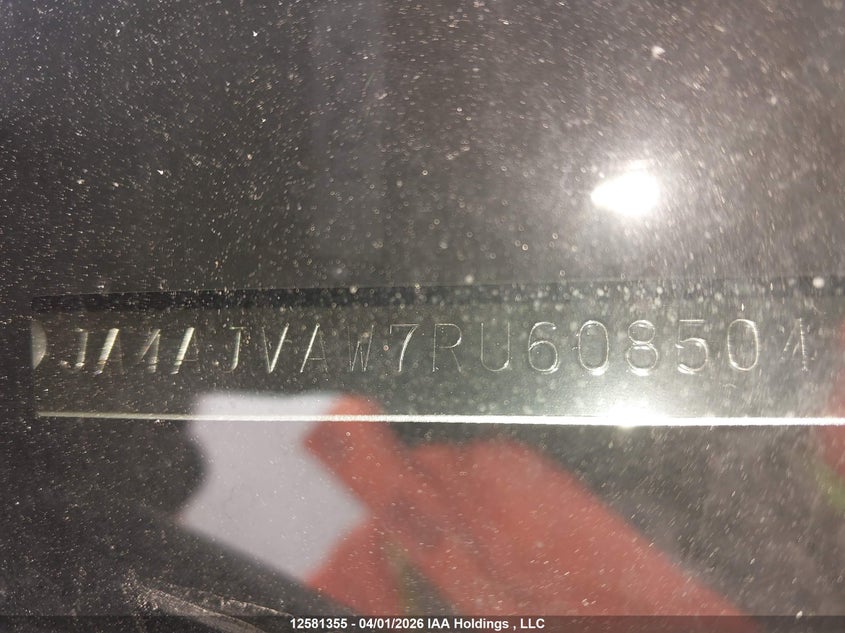 JA4AJVAW7RU608504
12581355 - 04/01/2026 IAA Holdings , LLC